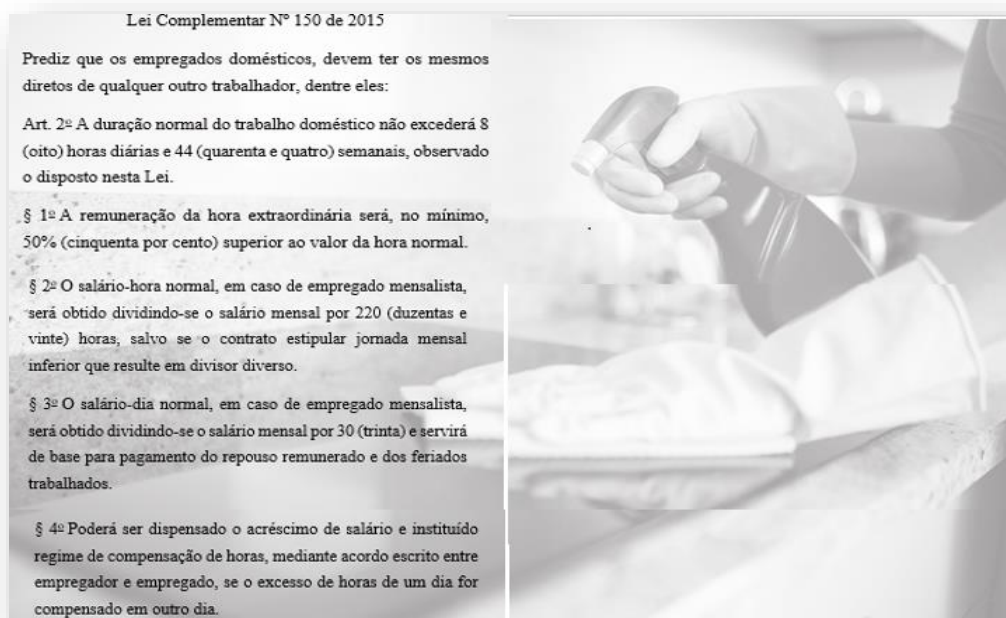 Lei Complementar Nº 150 de 2015
Prediz que os empregados domésticos, devem ter os mesmos
diretos de qualquer outro trabalhador, dentre eles:
Art. 2º A duração normal do trabalho doméstico não excederá 8
(oito) horas diárias e 44 (quarenta e quatro) semanais, observado
o disposto nesta Lei.
§ 1º A remuneração da hora extraordinária será, no mínimo,
50% (cinquenta por cento) superior ao valor da hora normal.
§ 2º O salário-hora normal, em caso de empregado mensalista,
será obtido dividindo-se o salário mensal por 220 (duzentas e
vinte) horas, salvo se o contrato estipular jornada mensal
inferior que resulte em divisor diverso.
§ 3º O salário-dia normal, em caso de empregado mensalista,
será obtido dividindo-se o salário mensal por 30 (trinta) e servirá
de base para pagamento do repouso remunerado e dos feriados
trabalhados.
§ 4º Poderá ser dispensado o acréscimo de salário e instituído
regime de compensação de horas, mediante acordo escrito entre
empregador e empregado, se o excesso de horas de um dia for
compensado em outro dia.